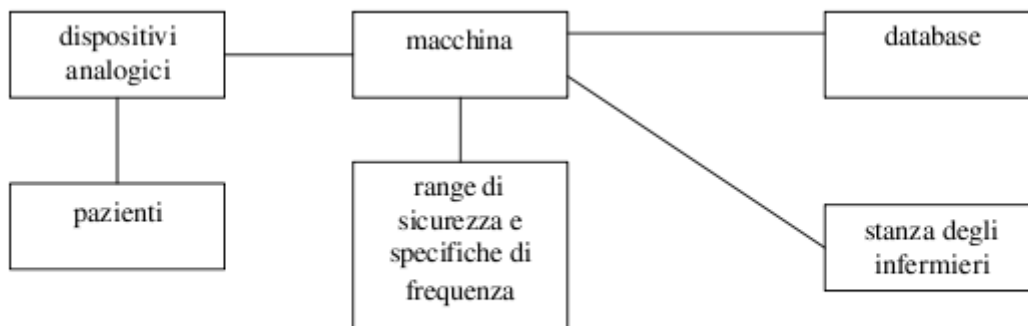 dispositivi
analogici
macchina
database
pazienti
range di
sicurezza e
specifiche di
frequenza
stanza degli
infermieri